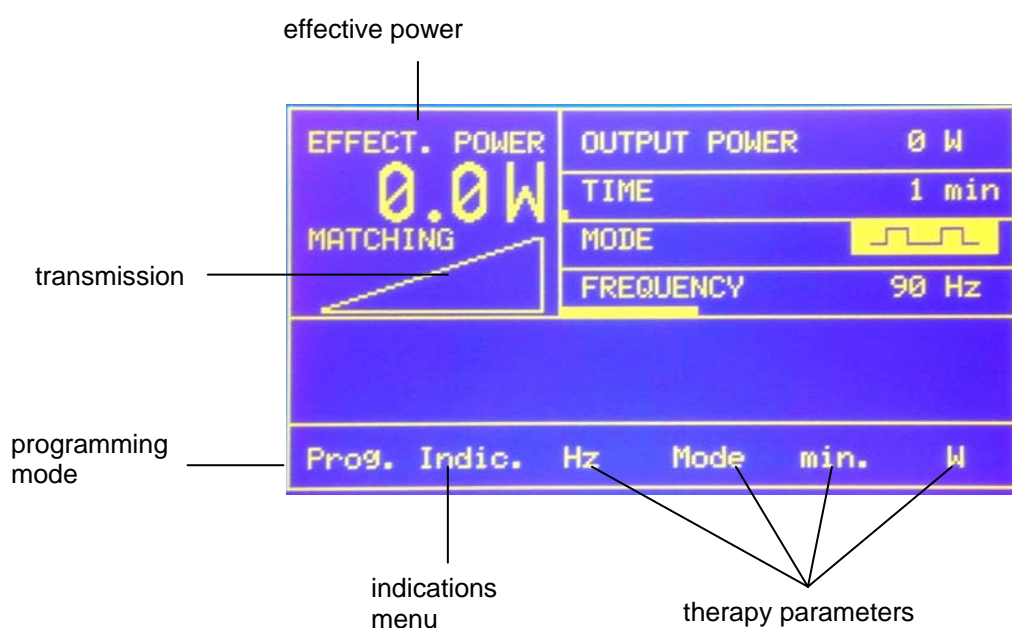 effective power
EFFECT. POWER
0.0 W
MATCHING
OUTPUT POWER 0 W
TIME 1 min
MODE
FREQUENCY 90 Hz
transmission
programming
mode
Prog. Indic. Hz Mode min. W
indications
menu
therapy parameters